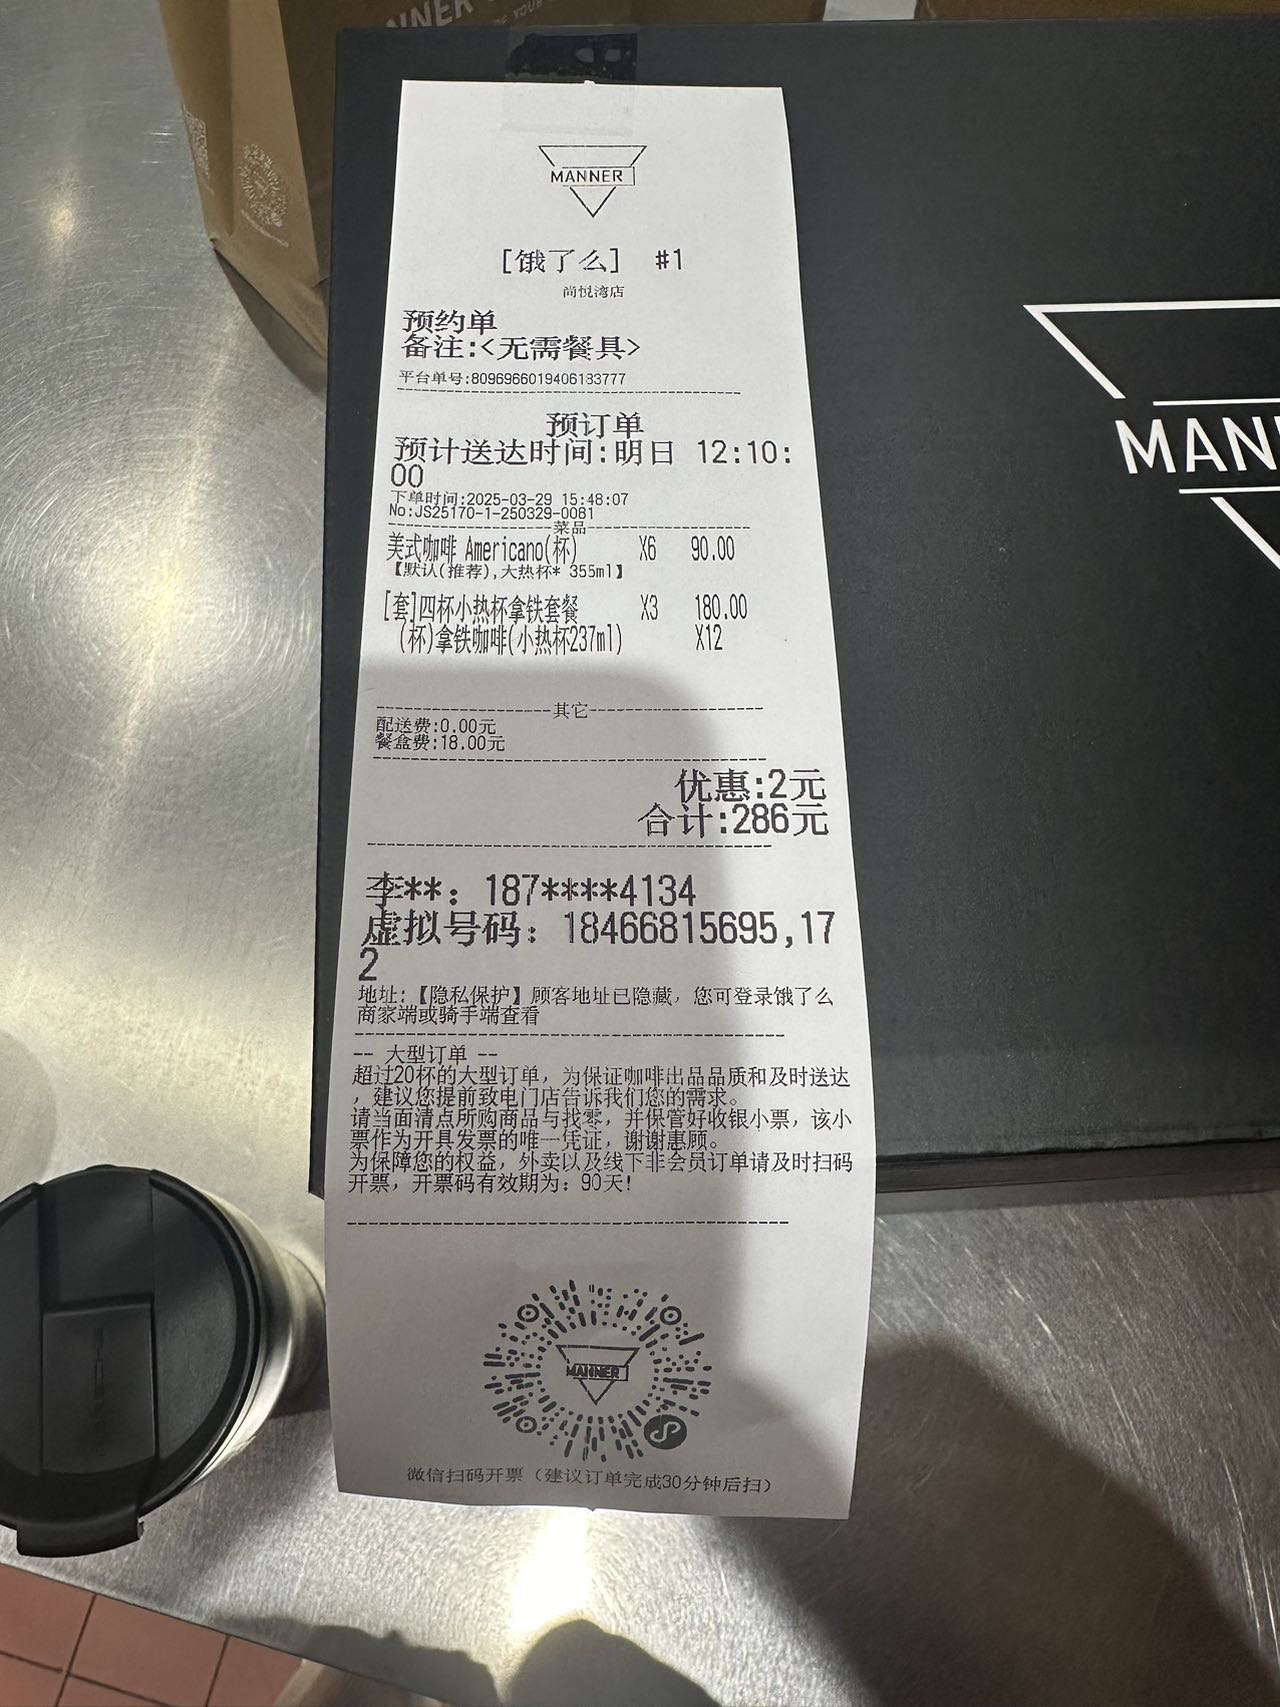 MANNER
[饿了么] #1
尚悦湾店
预约单
备注:<无需餐具>
平台单号:8096966019406183777
预订单
预计送达时间:明日 12:10:
00
下单时间:2025-03-29 15:48:07
No:JS25170-1-250329-0081
菜品
美式咖啡 Americano(杯) X6 90.00
【默认(推荐),大热杯* 355ml】
[套]四杯小热杯拿铁套餐 X3 180.00
(杯)拿铁咖啡(小热杯237ml) X12
其它
配送费:0.00元
餐盒费:18.00元
优惠:2元
合计:286元
李**: 187****4134
虚拟号码: 18466815695,17
2
地址:【隐私保护】顾客地址已隐藏, 您可登录饿了么
商家端或骑手端查看
-- 大型订单 --
超过20杯的大型订单, 为保证咖啡出品品质和及时送达
, 建议您提前致电门店告诉我们您的需求。
请当面清点所购商品与找零, 并保管好收银小票, 该小
票作为开具发票的唯一凭证, 谢谢惠顾。
为保障您的权益, 外卖以及线下非会员订单请及时扫码
开票, 开票码有效期为: 90天!
MANNER
微信扫码开票 (建议订单完成30分钟后扫)
MANN